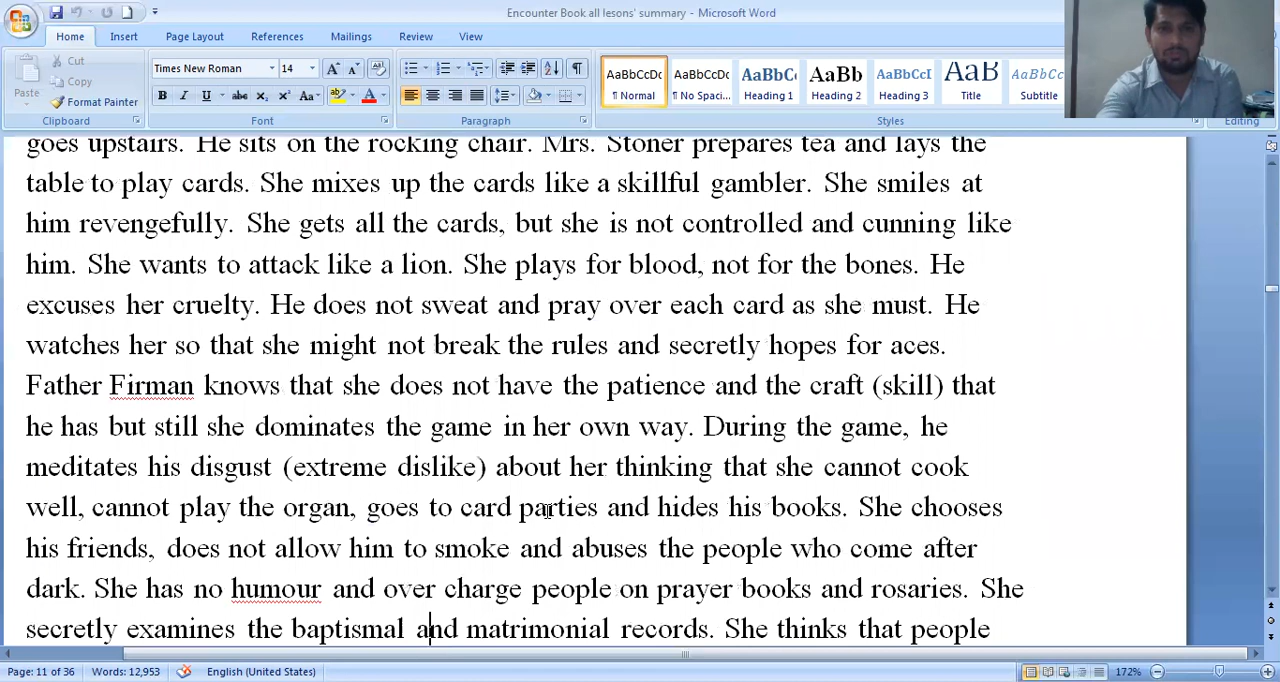 Encounter Book all lesons' summary - Microsoft Word
Home Insert Page Layout References Mailings Review View
Paste Cut Copy Format Painter
Times New Roman 14
AaBbCcDc AaBbCcDc AaBbC AaBb AaBbCcI AaB AaBbCcL
¶ Normal ¶ No Spaci... Heading 1 Heading 2 Heading 3 Title Subtitle
Clipboard Font Paragraph Styles Editing
goes upstairs. He sits on the rocking chair. Mrs. Stoner prepares tea and lays the
table to play cards. She mixes up the cards like a skillful gambler. She smiles at
him revengefully. She gets all the cards, but she is not controlled and cunning like
him. She wants to attack like a lion. She plays for blood, not for the bones. He
excuses her cruelty. He does not sweat and pray over each card as she must. He
watches her so that she might not break the rules and secretly hopes for aces.
Father Firman knows that she does not have the patience and the craft (skill) that
he has but still she dominates the game in her own way. During the game, he
meditates his disgust (extreme dislike) about her thinking that she cannot cook
well, cannot play the organ, goes to card parties and hides his books. She chooses
his friends, does not allow him to smoke and abuses the people who come after
dark. She has no humour and over charge people on prayer books and rosaries. She
secretly examines the baptismal and matrimonial records. She thinks that people
Page: 11 of 36 Words: 12,953 English (United States) 172%